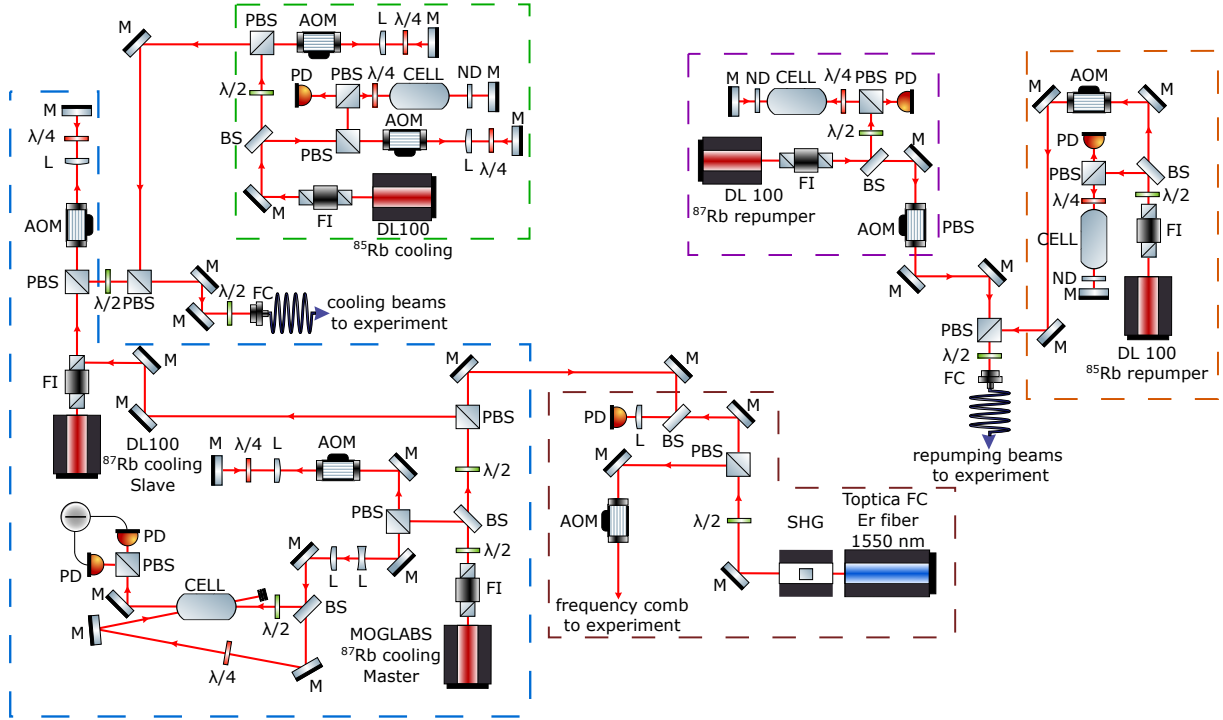 PBS
AOM
L
λ/4
M
M
λ/2
PD
PBS
λ/4
CELL
ND
M
BS
PBS
AOM
L
λ/4
M
M
FI
DL100
⁸⁵Rb cooling
M
λ/4
L
AOM
PBS
λ/2
PBS
M
M
λ/2
FC
cooling beams
to experiment
M
ND
CELL
λ/4
PBS
PD
λ/2
DL 100
⁸⁷Rb repumper
FI
BS
M
AOM
PBS
M
M
M
AOM
M
PD
PBS
BS
λ/4
λ/2
CELL
FI
ND
M
DL 100
⁸⁵Rb repumper
PBS
M
λ/2
FC
repumping beams
to experiment
FI
M
M
DL100
⁸⁷Rb cooling
Slave
M
PBS
M
λ/4
L
AOM
M
λ/2
PBS
BS
λ/2
M
M
L
L
PD
PD
PBS
M
CELL
λ/2
BS
M
λ/4
M
FI
MOGLABS
⁸⁷Rb cooling
Master
M
PD
L
BS
M
M
PBS
AOM
λ/2
M
SHG
Toptica FC
Er fiber
1550 nm
frequency comb
to experiment